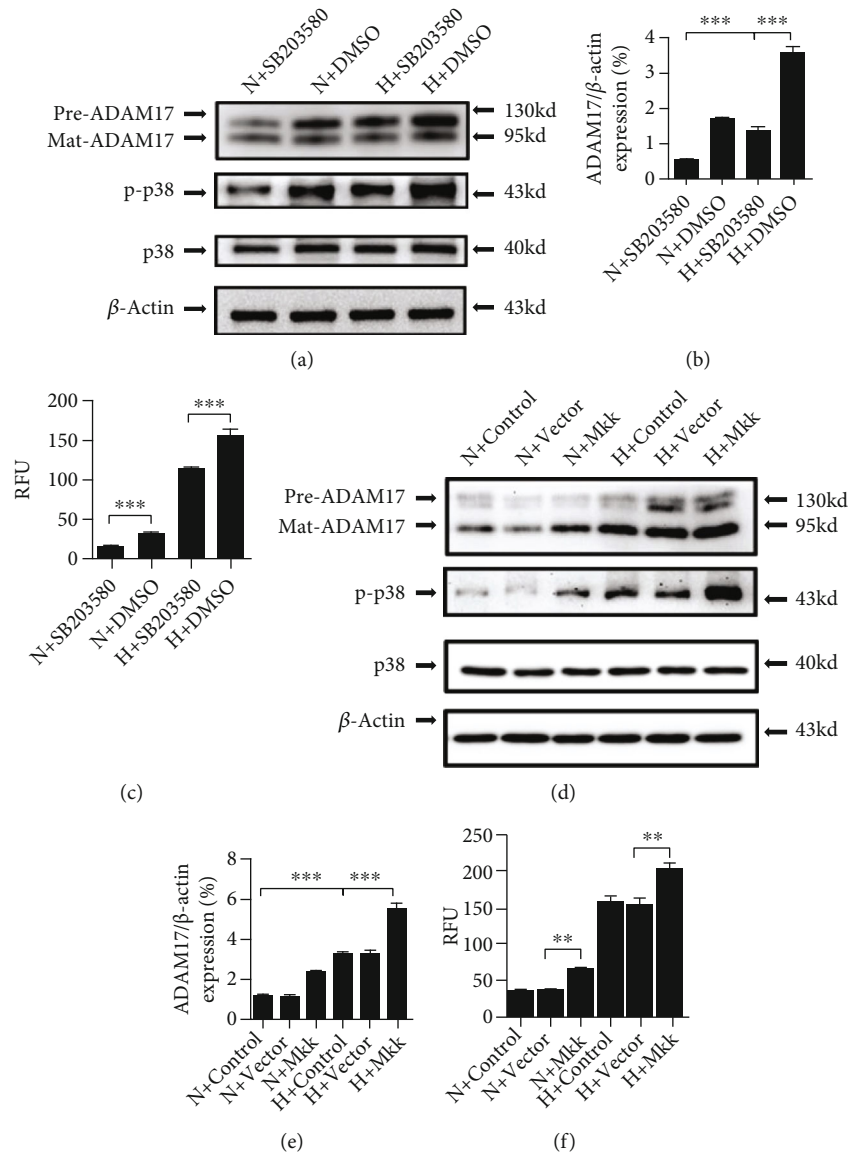 N+SB203580
N+DMSO
H+SB203580
H+DMSO
Pre-ADAM17
130kd
Mat-ADAM17
95kd
p-p38
43kd
p38
40kd
β-Actin
43kd
(a)
ADAM17/β-actin
expression (%)
4
3
2
1
0
***
***
N+SB203580
N+DMSO
H+SB203580
H+DMSO
(b)
RFU
200
150
100
50
0
***
***
N+SB203580
N+DMSO
H+SB203580
H+DMSO
(c)
N+Control
N+Vector
N+Mkk
H+Control
H+Vector
H+Mkk
Pre-ADAM17
130kd
Mat-ADAM17
95kd
p-p38
43kd
p38
40kd
β-Actin
43kd
(d)
ADAM17/β-actin
expression (%)
8
6
4
2
0
***
***
N+Control
N+Vector
N+Mkk
H+Control
H+Vector
H+Mkk
(e)
RFU
250
200
150
100
50
0
**
**
N+Control
N+Vector
N+Mkk
H+Control
H+Vector
H+Mkk
(f)